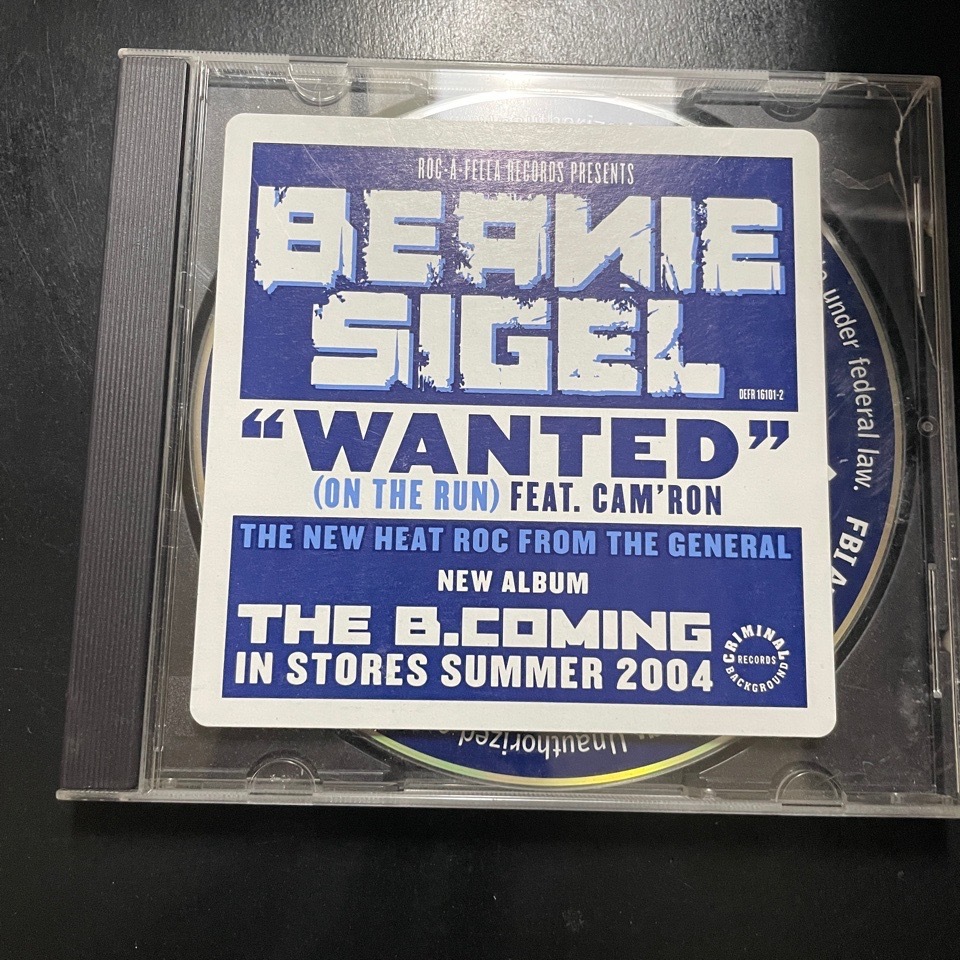 ROC-A-FELLA RECORDS PRESENTS
BEANIE
SIGEL
DEFR 16101-2
“WANTED”
(ON THE RUN) FEAT. CAM’RON
THE NEW HEAT ROC FROM THE GENERAL
NEW ALBUM
THE B.COMING
IN STORES SUMMER 2004
CRIMINAL
RECORDS
BACKGROUND
under federal law.
FBI
Unauthorized